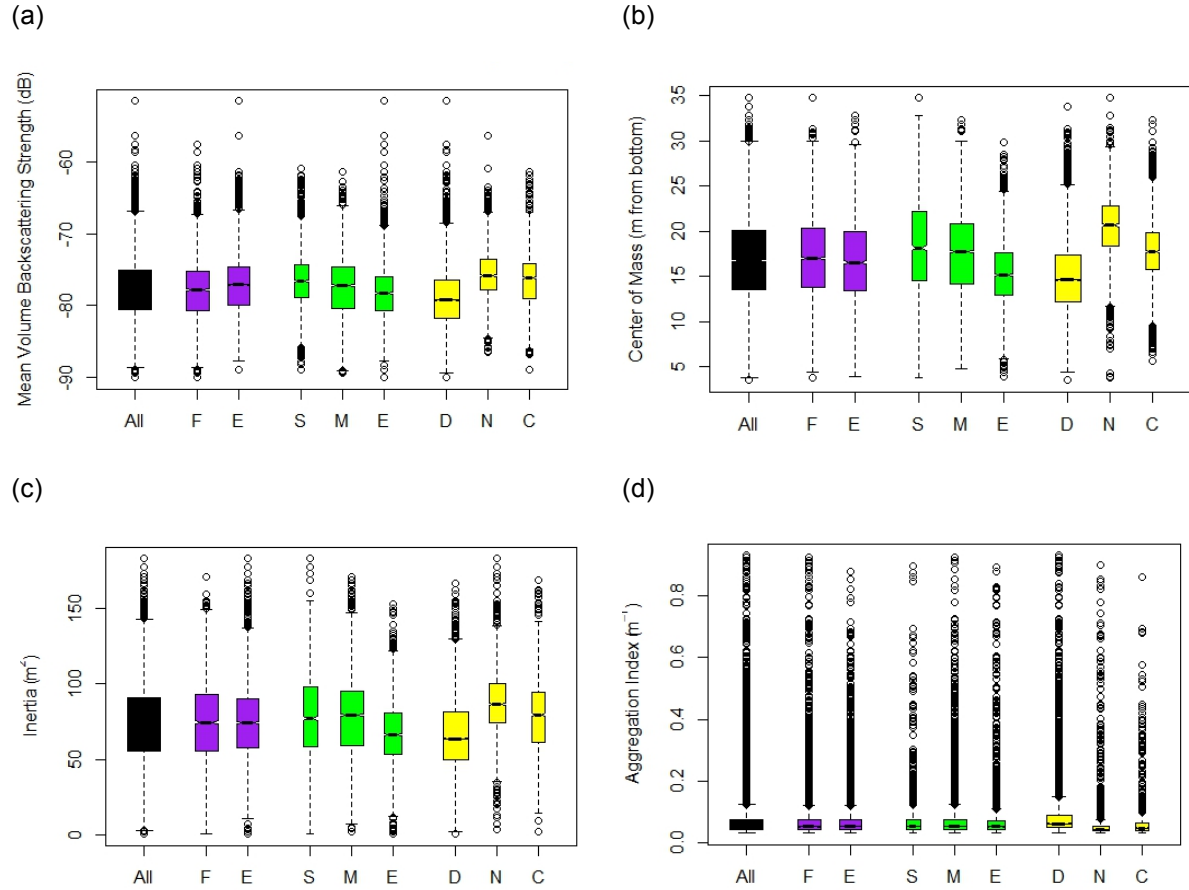 (a)
Mean Volume Backscattering Strength (dB)
-60
-70
-80
-90
All F E S M E D N C
(b)
Center of Mass (m from bottom)
35
30
25
20
15
10
5
All F E S M E D N C
(c)
Inertia (m²)
150
100
50
0
All F E S M E D N C
(d)
Aggregation Index (m⁻¹)
0.8
0.6
0.4
0.2
0.0
All F E S M E D N C